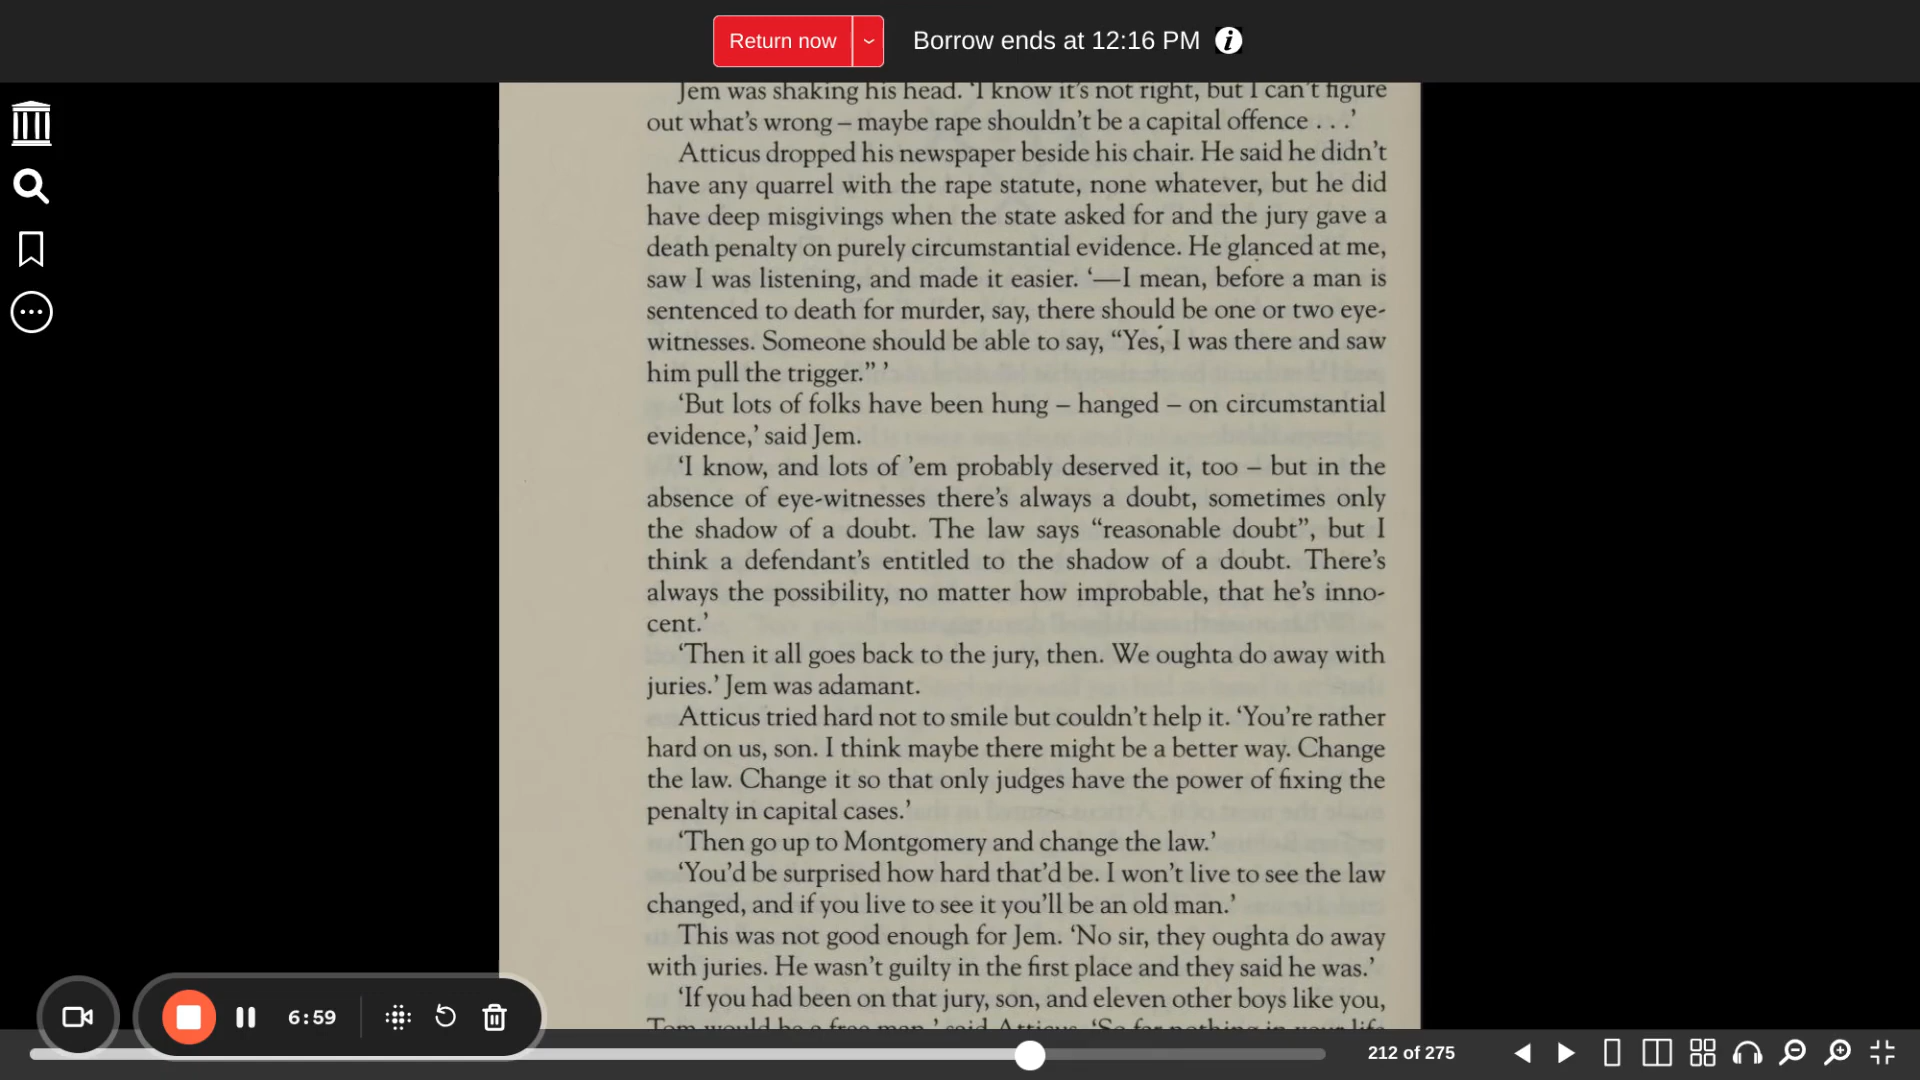 Return now
Borrow ends at 12:16 PM
Jem was shaking his head. ‘I know it’s not right, but I can’t figure
out what’s wrong – maybe rape shouldn’t be a capital offence . . .’
Atticus dropped his newspaper beside his chair. He said he didn’t
have any quarrel with the rape statute, none whatever, but he did
have deep misgivings when the state asked for and the jury gave a
death penalty on purely circumstantial evidence. He glanced at me,
saw I was listening, and made it easier. ‘—I mean, before a man is
sentenced to death for murder, say, there should be one or two eye-
witnesses. Someone should be able to say, “Yes, I was there and saw
him pull the trigger.” ’
‘But lots of folks have been hung – hanged – on circumstantial
evidence,’ said Jem.
‘I know, and lots of ’em probably deserved it, too – but in the
absence of eye-witnesses there’s always a doubt, sometimes only
the shadow of a doubt. The law says “reasonable doubt”, but I
think a defendant’s entitled to the shadow of a doubt. There’s
always the possibility, no matter how improbable, that he’s inno-
cent.’
‘Then it all goes back to the jury, then. We oughta do away with
juries.’ Jem was adamant.
Atticus tried hard not to smile but couldn’t help it. ‘You’re rather
hard on us, son. I think maybe there might be a better way. Change
the law. Change it so that only judges have the power of fixing the
penalty in capital cases.’
‘Then go up to Montgomery and change the law.’
‘You’d be surprised how hard that’d be. I won’t live to see the law
changed, and if you live to see it you’ll be an old man.’
This was not good enough for Jem. ‘No sir, they oughta do away
with juries. He wasn’t guilty in the first place and they said he was.’
‘If you had been on that jury, son, and eleven other boys like you,
Tom would be a free man,’ said Atticus. ‘So far nothing in your life
6:59
212 of 275